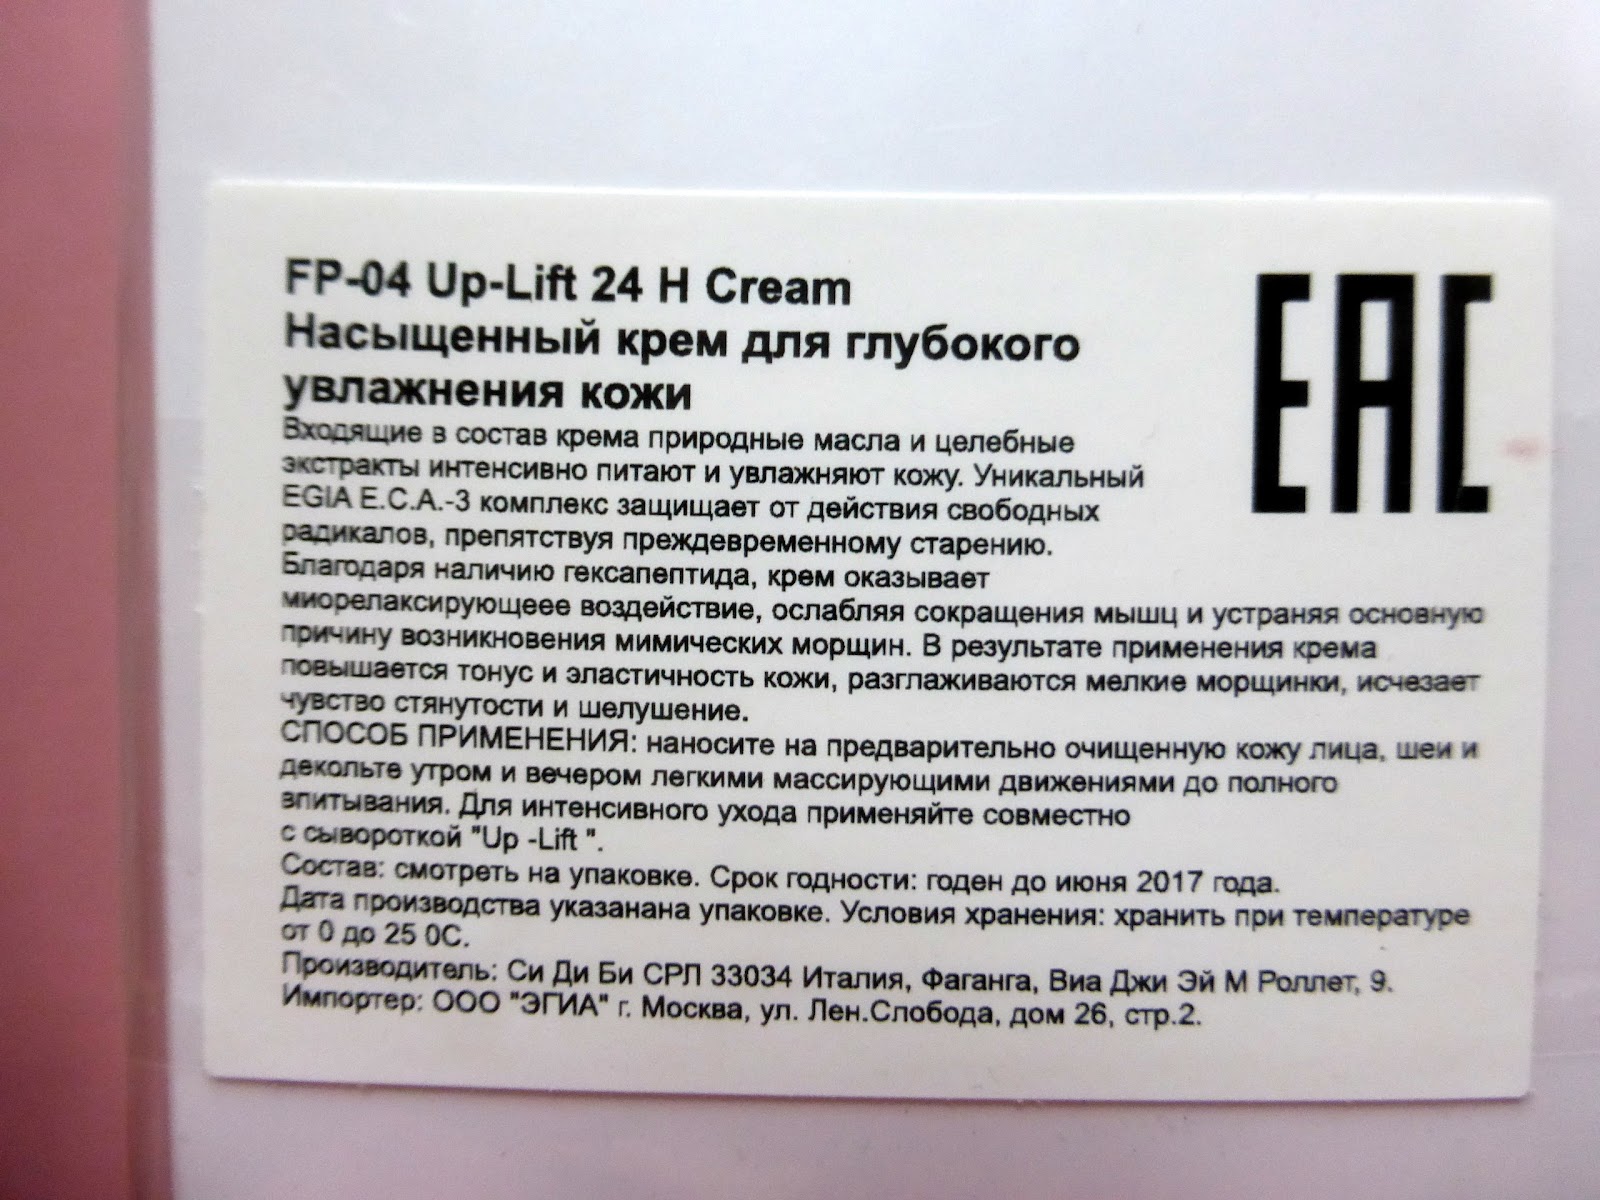 FP-04 Up-Lift 24 H Cream
Насыщенный крем для глубокого
увлажнения кожи
EAC
Входящие в состав крема природные масла и целебные
экстракты интенсивно питают и увлажняют кожу. Уникальный
EGIA E.C.A.-3 комплекс защищает от действия свободных
радикалов, препятствуя преждевременному старению.
Благодаря наличию гексапептида, крем оказывает
миорелаксирующеее воздействие, ослабляя сокращения мышц и устраняя основную
причину возникновения мимических морщин. В результате применения крема
повышается тонус и эластичность кожи, разглаживаются мелкие морщинки, исчезает
чувство стянутости и шелушение.
СПОСОБ ПРИМЕНЕНИЯ: наносите на предварительно очищенную кожу лица, шеи и
декольте утром и вечером легкими массирующими движениями до полного
впитывания. Для интенсивного ухода применяйте совместно
с сывороткой "Up -Lift ".
Состав: смотреть на упаковке. Срок годности: годен до июня 2017 года.
Дата производства указанана упаковке. Условия хранения: хранить при температуре
от 0 до 25 0С.
Производитель: Си Ди Би СРЛ 33034 Италия, Фаганга, Виа Джи Эй М Роллет, 9.
Импортер: ООО "ЭГИА" г. Москва, ул. Лен.Слобода, дом 26, стр.2.